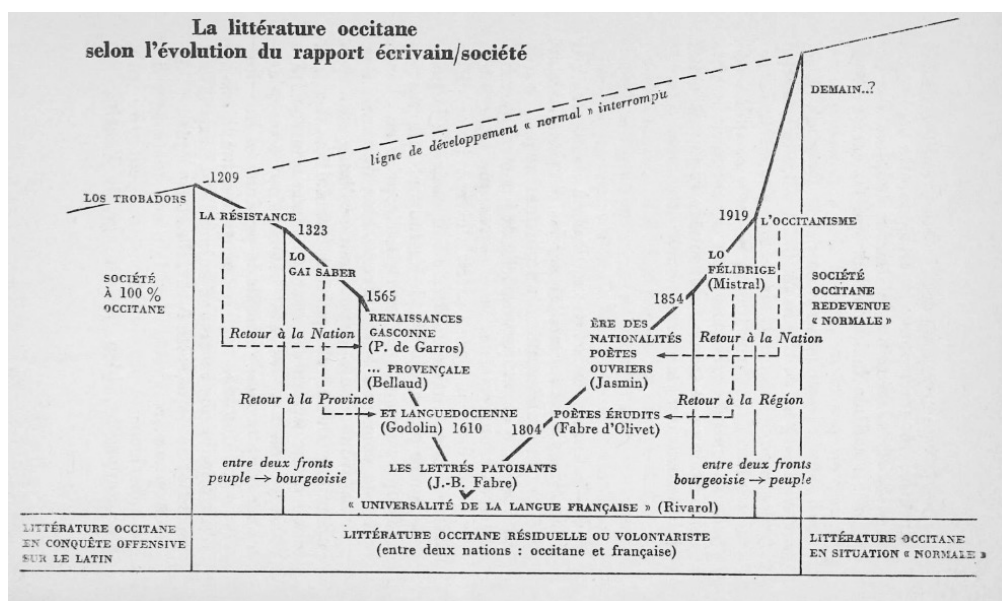 La littérature occitane
selon l'évolution du rapport écrivain/société
ligne de développement « normal » interrompu
DEMAIN..?
1209
LOS TROBADORS
LA RÉSISTANCE
1323
LO
GAI SABER
SOCIÉTÉ
À 100 %
OCCITANE
1565
RENAISSANCES
GASCONNE
(P. de Garros)
Retour à la Nation
... PROVENÇALE
(Bellaud)
Retour à la Province
ET LANGUEDOCIENNE
(Godolin) 1610
entre deux fronts
peuple → bourgeoisie
LES LETTRÉS PATOISANTS
(J.-B. Fabre)
« UNIVERSALITÉ DE LA LANGUE FRANÇAISE » (Rivarol)
1804
POÈTES ÉRUDITS
(Fabre d'Olivet)
ÈRE DES
NATIONALITÉS
POÈTES
OUVRIERS
(Jasmin)
1854
LO
FÉLIBRIGE
(Mistral)
1919
L'OCCITANISME
Retour à la Nation
Retour à la Région
entre deux fronts
bourgeoisie → peuple
SOCIÉTÉ
OCCITANE
REDEVENUE
« NORMALE »
LITTÉRATURE OCCITANE
EN CONQUÊTE OFFENSIVE
SUR LE LATIN
LITTÉRATURE OCCITANE RÉSIDUELLE OU VOLONTARISTE
(entre deux nations : occitane et française)
LITTÉRATURE OCCITANE
EN SITUATION « NORMALE »